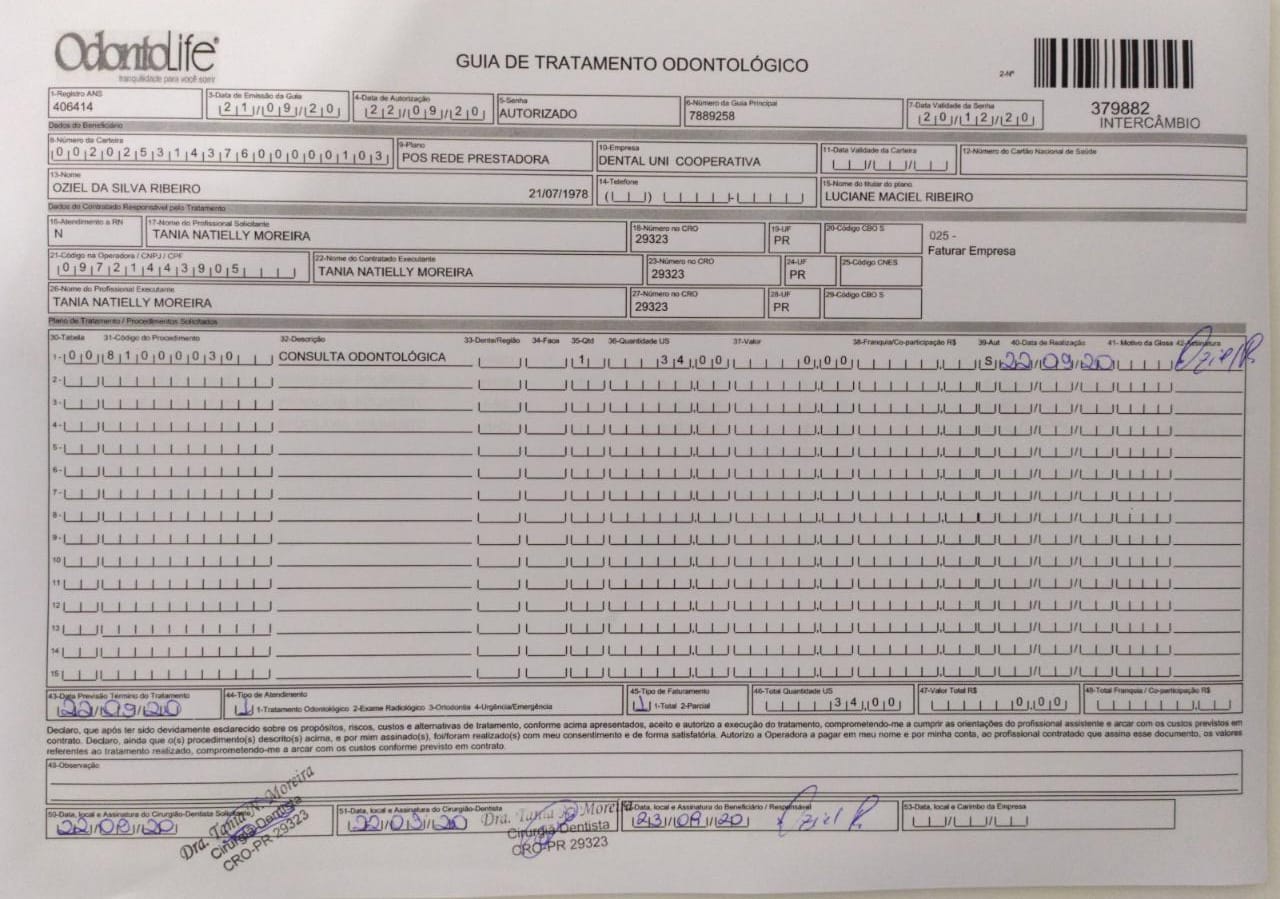 OdontoLife®
tranquilidade para você sorrir
GUIA DE TRATAMENTO ODONTOLÓGICO
2-Nº
379882
INTERCÂMBIO
1-Registro ANS
406414
3-Data de Emissão da Guia
21/09/20
4-Data de Autorização
22/09/20
5-Senha
AUTORIZADO
6-Número da Guia Principal
7889258
7-Data Validade da Senha
20/12/20
Dados do Beneficiário
8-Número da Carteira
00202531437600000103
9-Plano
POS REDE PRESTADORA
10-Empresa
DENTAL UNI COOPERATIVA
11-Data Validade da Carteira
12-Número do Cartão Nacional de Saúde
13-Nome
OZIEL DA SILVA RIBEIRO 21/07/1978
14-Telefone
15-Nome do titular do plano
LUCIANE MACIEL RIBEIRO
Dados do Contratado Responsável pelo Tratamento
16-Atendimento a RN
N
17-Nome do Profissional Solicitante
TANIA NATIELLY MOREIRA
18-Número no CRO
29323
19-UF
PR
20-Código CBO S
025 -
Faturar Empresa
21-Código na Operadora / CNPJ / CPF
09721443905
22-Nome do Contratado Executante
TANIA NATIELLY MOREIRA
23-Número no CRO
29323
24-UF
PR
25-Código CNES
26-Nome do Profissional Executante
TANIA NATIELLY MOREIRA
27-Número no CRO
29323
28-UF
PR
29-Código CBO S
Plano de Tratamento / Procedimentos Solicitados
30-Tabela 31-Código do Procedimento 32-Descrição 33-Dente/Região 34-Face 35-Qtd 36-Quantidade US 37-Valor 38-Franquia/Co-participação R$ 39-Aut 40-Data de Realização 41- Motivo da Glosa 42-Assinatura
1- 00 81000030 CONSULTA ODONTOLÓGICA 1 34,00 0,00 S 22/09/20 Oziel R
2-
3-
4-
5-
6-
7-
8-
9-
10
11
12
13
14
15
43-Data Previsão Término do Tratamento
22/09/20
44-Tipo de Atendimento
1 1-Tratamento Odontológico 2-Exame Radiológico 3-Ortodontia 4-Urgência/Emergência
45-Tipo de Faturamento
1 1-Total 2-Parcial
46-Total Quantidade US
34,00
47-Valor Total R$
0,00
48-Total Franquia / Co-participação R$
Declaro, que após ter sido devidamente esclarecido sobre os propósitos, riscos, custos e alternativas de tratamento, conforme acima apresentados, aceito e autorizo a execução do tratamento, comprometendo-me a cumprir as orientações do profissional assistente e arcar com os custos previstos em
contrato. Declaro, ainda que o(s) procedimento(s) descrito(s) acima, e por mim assinado(s), foi/foram realizado(s) com meu consentimento e de forma satisfatória. Autorizo a Operadora a pagar em meu nome e por minha conta, ao profissional contratado que assina esse documento, os valores
referentes ao tratamento realizado, comprometendo-me a arcar com os custos conforme previsto em contrato.
49-Observação
50-Data, local e Assinatura do Cirurgião-Dentista Solicitante
22/09/20
Dra. Tania N. Moreira
Cirurgiã-Dentista
CRO-PR 29323
51-Data, local e Assinatura do Cirurgião-Dentista
22/09/20
Dra. Tania N. Moreira
Cirurgiã-Dentista
CRO-PR 29323
52-Data, local e Assinatura do Beneficiário / Responsável
23/09/20
Oziel R.
53-Data, local e Carimbo da Empresa